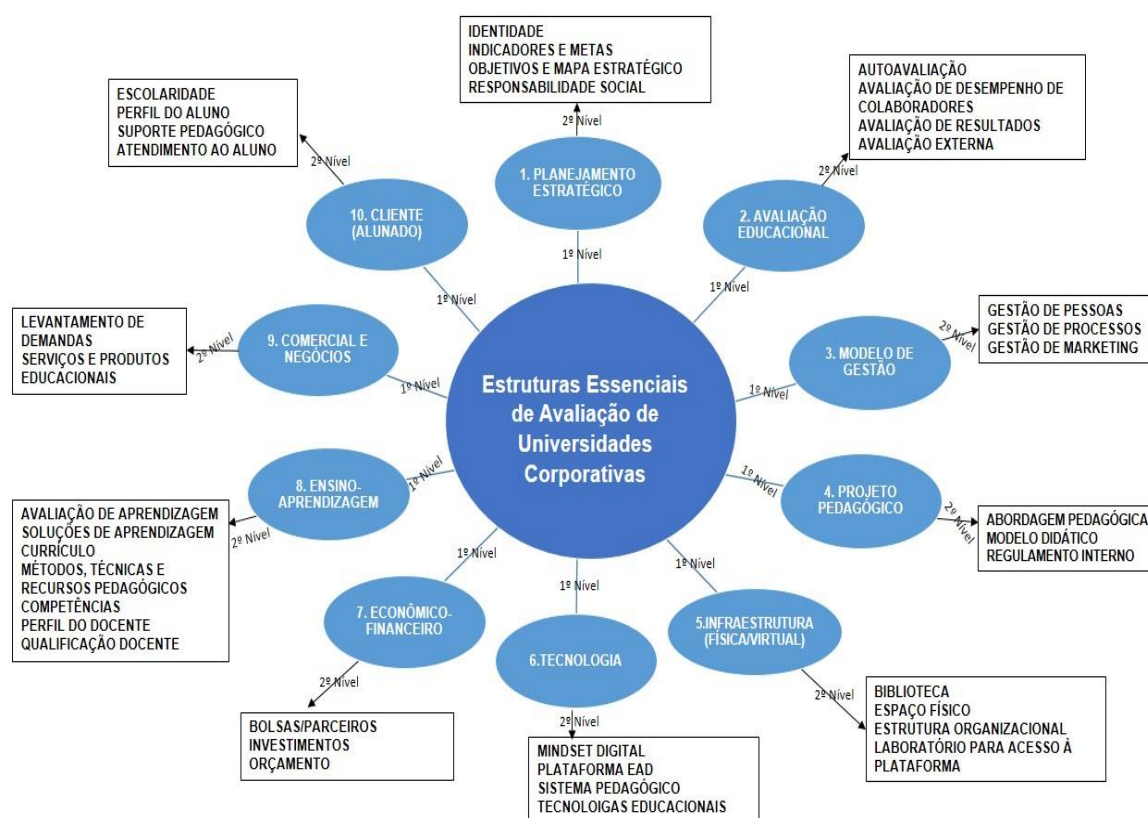 Estruturas Essenciais
de Avaliação de
Universidades
Corporativas
1º Nível
1. PLANEJAMENTO
ESTRATÉGICO
2º Nível
IDENTIDADE
INDICADORES E METAS
OBJETIVOS E MAPA ESTRATÉGICO
RESPONSABILIDADE SOCIAL
1º Nível
2. AVALIAÇÃO
EDUCACIONAL
2º Nível
AUTOAVALIAÇÃO
AVALIAÇÃO DE DESEMPENHO DE
COLABORADORES
AVALIAÇÃO DE RESULTADOS
AVALIAÇÃO EXTERNA
1º Nível
3. MODELO DE
GESTÃO
2º Nível
GESTÃO DE PESSOAS
GESTÃO DE PROCESSOS
GESTÃO DE MARKETING
1º Nível
4. PROJETO
PEDAGÓGICO
2º Nível
ABORDAGEM PEDAGÓGICA
MODELO DIDÁTICO
REGULAMENTO INTERNO
1º Nível
5.INFRAESTRUTURA
(FÍSICA/VIRTUAL)
2º Nível
BIBLIOTECA
ESPAÇO FÍSICO
ESTRUTURA ORGANIZACIONAL
LABORATÓRIO PARA ACESSO À
PLATAFORMA
1º Nível
6.TECNOLOGIA
2º Nível
MINDSET DIGITAL
PLATAFORMA EAD
SISTEMA PEDAGÓGICO
TECNOLOIGAS EDUCACIONAIS
1º Nível
7. ECONÔMICO-
FINANCEIRO
2º Nível
BOLSAS/PARCEIROS
INVESTIMENTOS
ORÇAMENTO
1º Nível
8. ENSINO-
APRENDIZAGEM
2º Nível
AVALIAÇÃO DE APRENDIZAGEM
SOLUÇÕES DE APRENDIZAGEM
CURRÍCULO
MÉTODOS, TÉCNICAS E
RECURSOS PEDAGÓGICOS
COMPETÊNCIAS
PERFIL DO DOCENTE
QUALIFICAÇÃO DOCENTE
1º Nível
9. COMERCIAL E
NEGÓCIOS
2º Nível
LEVANTAMENTO DE
DEMANDAS
SERVIÇOS E PRODUTOS
EDUCACIONAIS
1º Nível
10. CLIENTE
(ALUNADO)
2º Nível
ESCOLARIDADE
PERFIL DO ALUNO
SUPORTE PEDAGÓGICO
ATENDIMENTO AO ALUNO